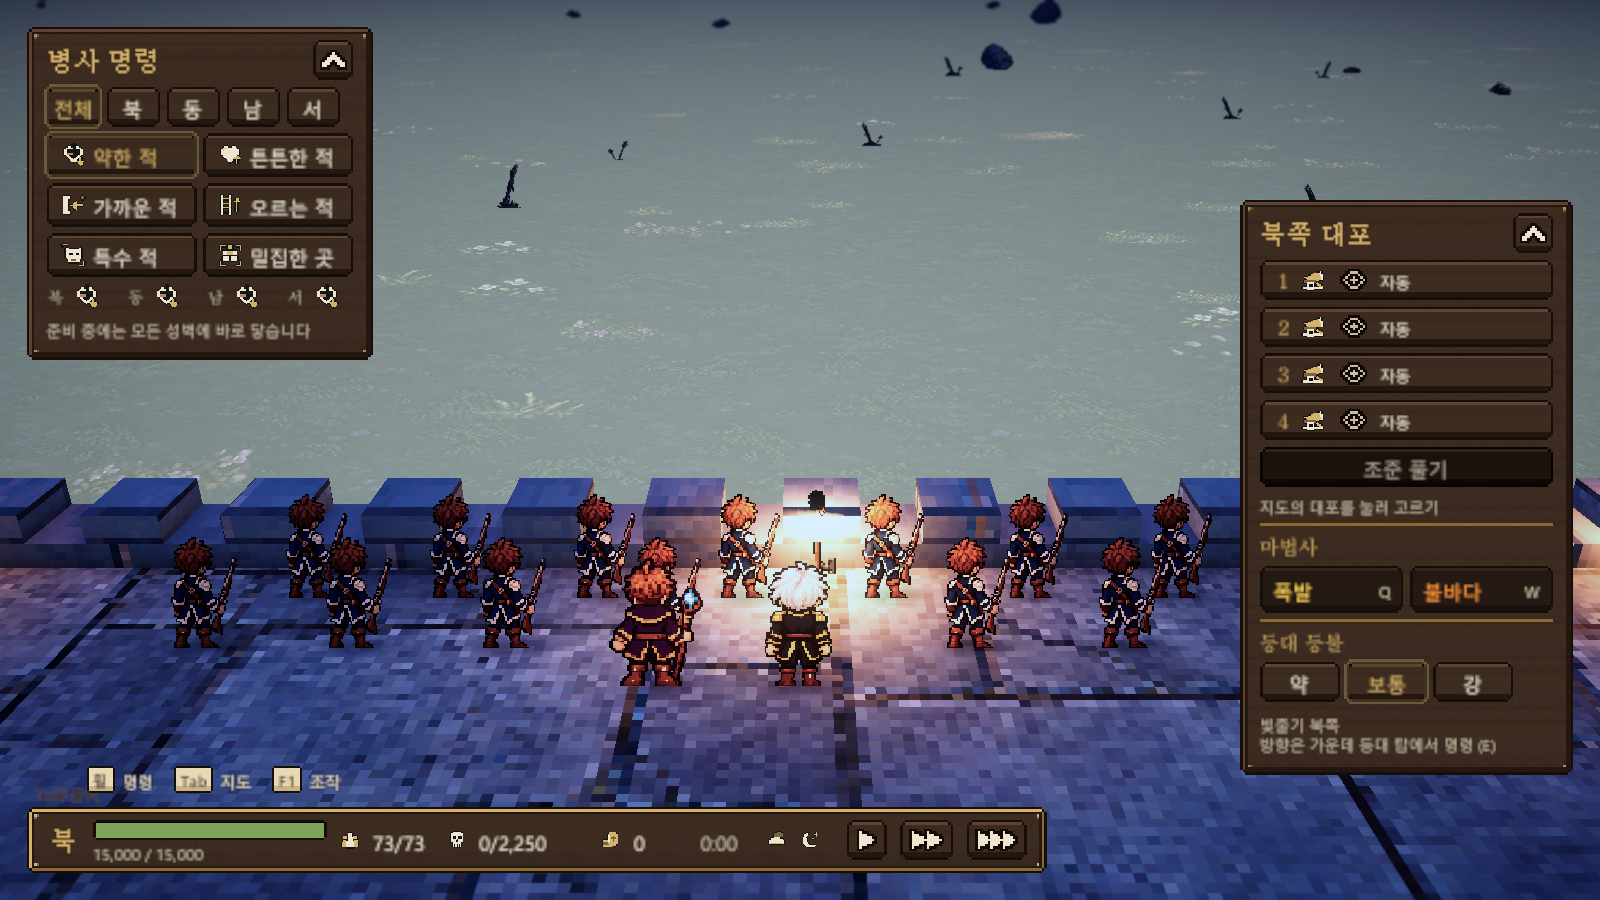 병사 명령
전체 북 동 남 서
약한 적 튼튼한 적
가까운 적 오르는 적
특수 적 밀집한 곳
북 동 남 서
준비 중에는 모든 성벽에 바로 닿습니다
북쪽 대포
1 자동
2 자동
3 자동
4 자동
조준 풀기
지도의 대포를 눌러 고르기
마법사
폭발 Q 불바다 W
등대 등불
약 보통 강
빛줄기 북쪽
방향은 가운데 등대 탑에서 명령 (E)
휠 명령 Tab 지도 F1 조작
북 15,000 / 15,000 73/73 0/2,250 0 0:00